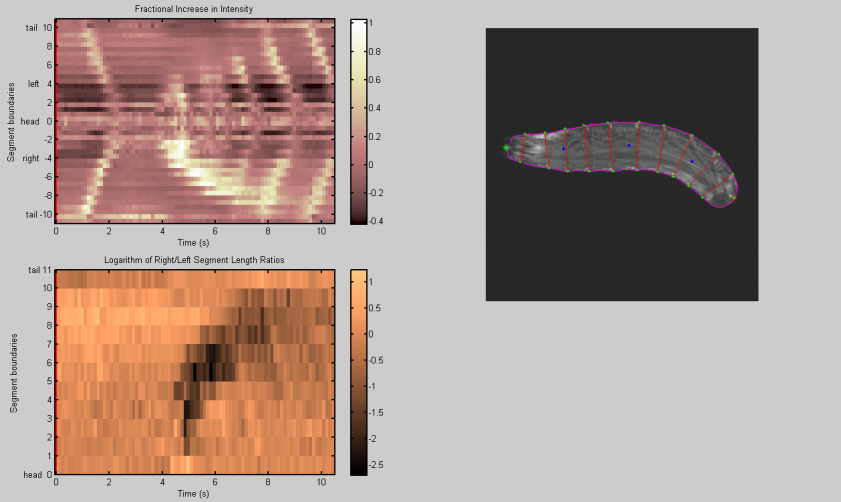 Fractional Increase in Intensity
tail 10
8
6
left 4
2
head 0
-2
right -4
-6
-8
tail -10
Segment boundaries
0 2 4 6 8 10
Time (s)
1
0.8
0.6
0.4
0.2
0
-0.2
-0.4
Logarithm of Right/Left Segment Length Ratios
tail 11
10
9
8
7
6
5
4
3
2
1
head 0
Segment boundaries
0 2 4 6 8 10
Time (s)
1
0.5
0
-0.5
-1
-1.5
-2
-2.5